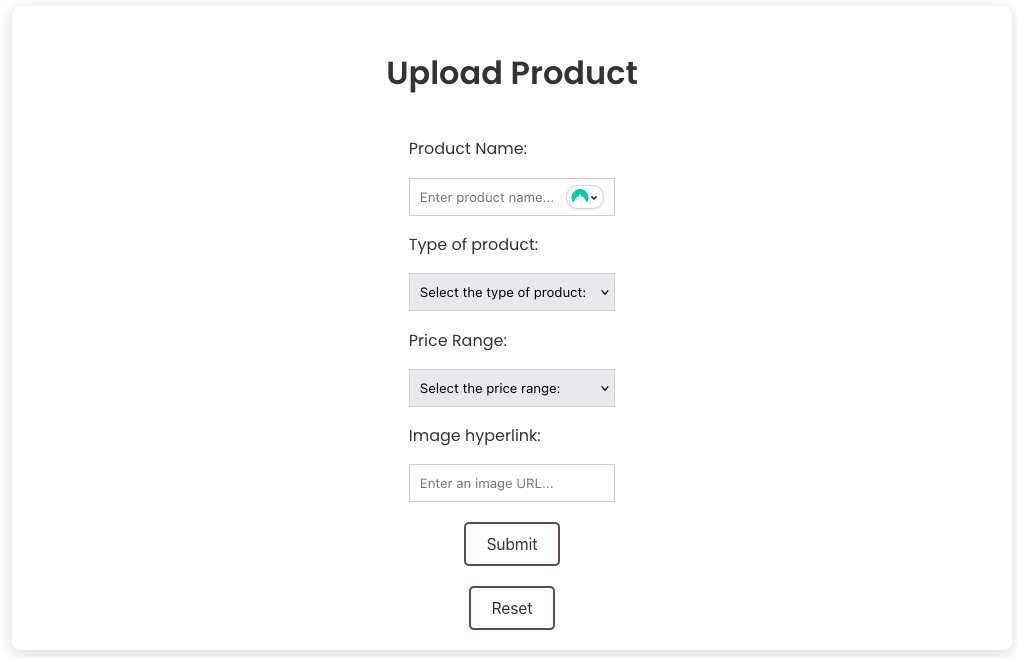 Upload Product
Product Name:
Enter product name...
Type of product:
Select the type of product:
Price Range:
Select the price range:
Image hyperlink:
Enter an image URL...
Submit
Reset